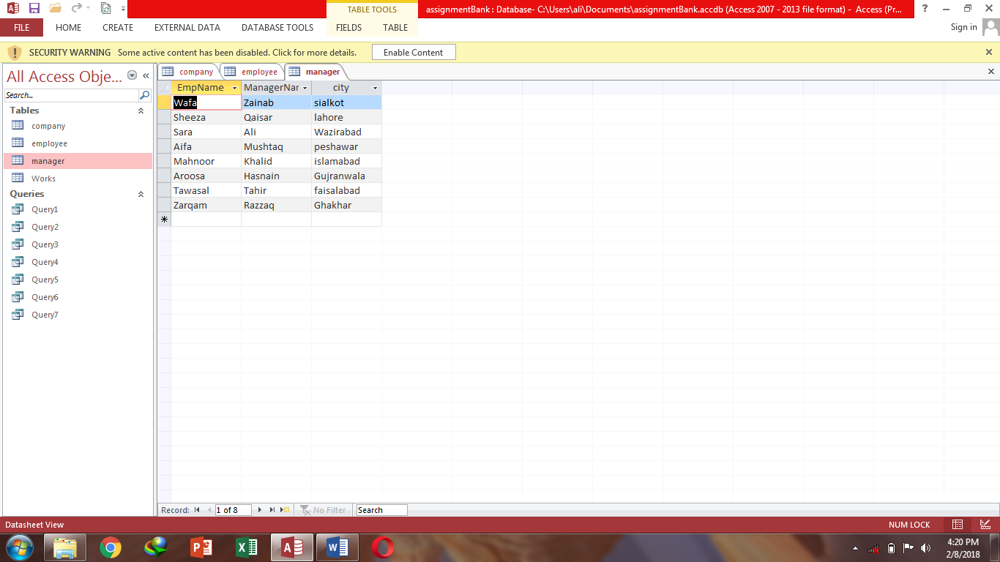 TABLE TOOLS
assignmentBank : Database- C:\Users\ali\Documents\assignmentBank.accdb (Access 2007 - 2013 file format) - Access (Pr...
?
FILE HOME CREATE EXTERNAL DATA DATABASE TOOLS FIELDS TABLE
Sign in
SECURITY WARNING Some active content has been disabled. Click for more details. Enable Content
All Access Obje...
Search...
Tables
company
employee
manager
Works
Queries
Query1
Query2
Query3
Query4
Query5
Query6
Query7
company employee manager
EmpName ManagerNar city
Wafa Zainab sialkot
Sheeza Qaisar lahore
Sara Ali Wazirabad
Aifa Mushtaq peshawar
Mahnoor Khalid islamabad
Aroosa Hasnain Gujranwala
Tawasal Tahir faisalabad
Zarqam Razzaq Ghakhar
Record: 1 of 8 No Filter Search
Datasheet View NUM LOCK
4:20 PM
2/8/2018